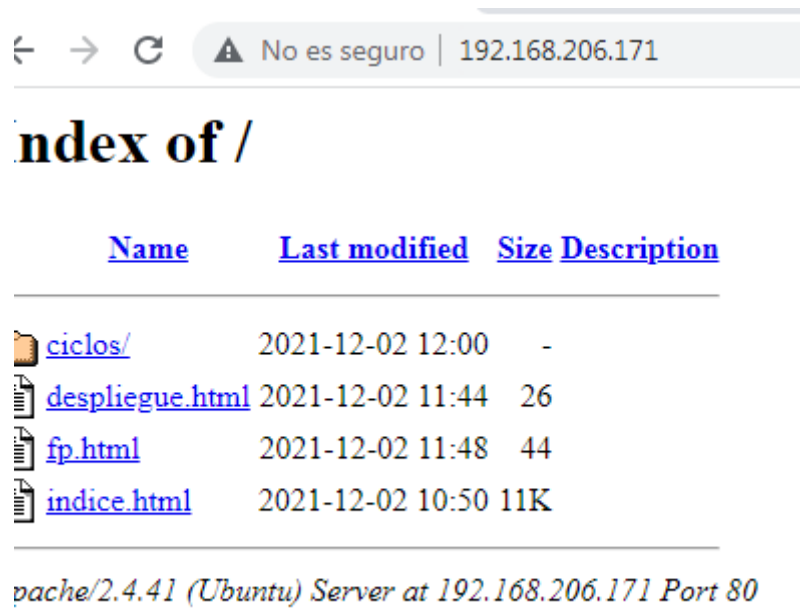 No es seguro | 192.168.206.171
ndex of /
Name Last modified Size Description
ciclos/ 2021-12-02 12:00 -
despliegue.html 2021-12-02 11:44 26
fp.html 2021-12-02 11:48 44
indice.html 2021-12-02 10:50 11K
pache/2.4.41 (Ubuntu) Server at 192.168.206.171 Port 80